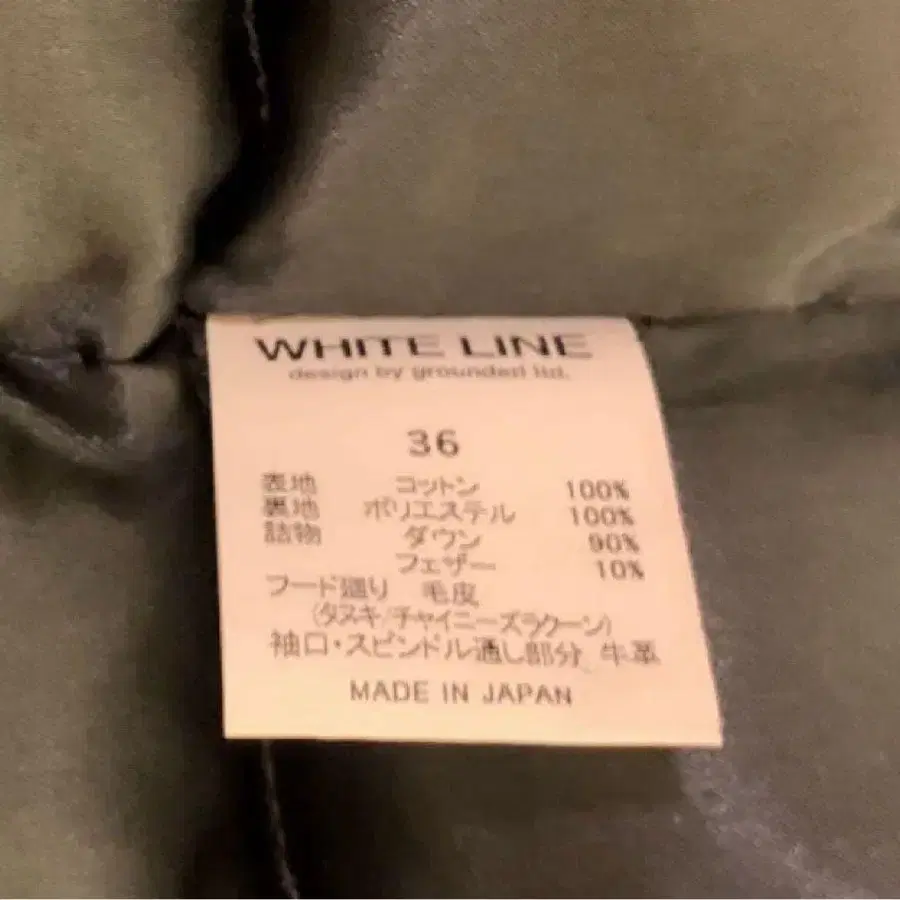 WHITE LINE
design by grounded ltd.
36
表地 コットン 100%
裏地 ポリエステル 100%
詰物 ダウン 90%
フェザー 10%
フード廻り 毛皮
(タヌキ/チャイニーズラクーン)
袖口・スピンドル通し部分 牛革
MADE IN JAPAN